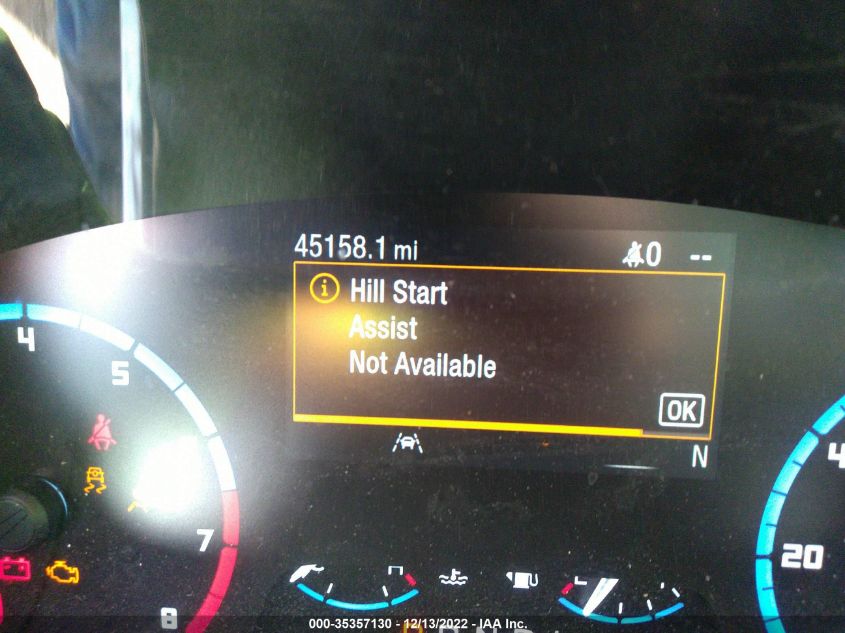 45158.1 mi 0 --
Hill Start
Assist
Not Available
OK
N
4
5
7
8
4
20
000-35357130 - 12/13/2022 - IAA Inc.